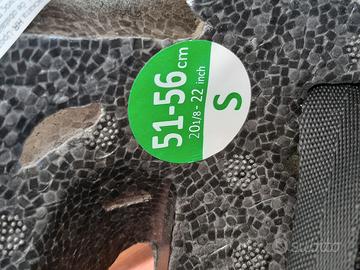 51-56 cm
20 1/8 - 22 inch
S
Subito